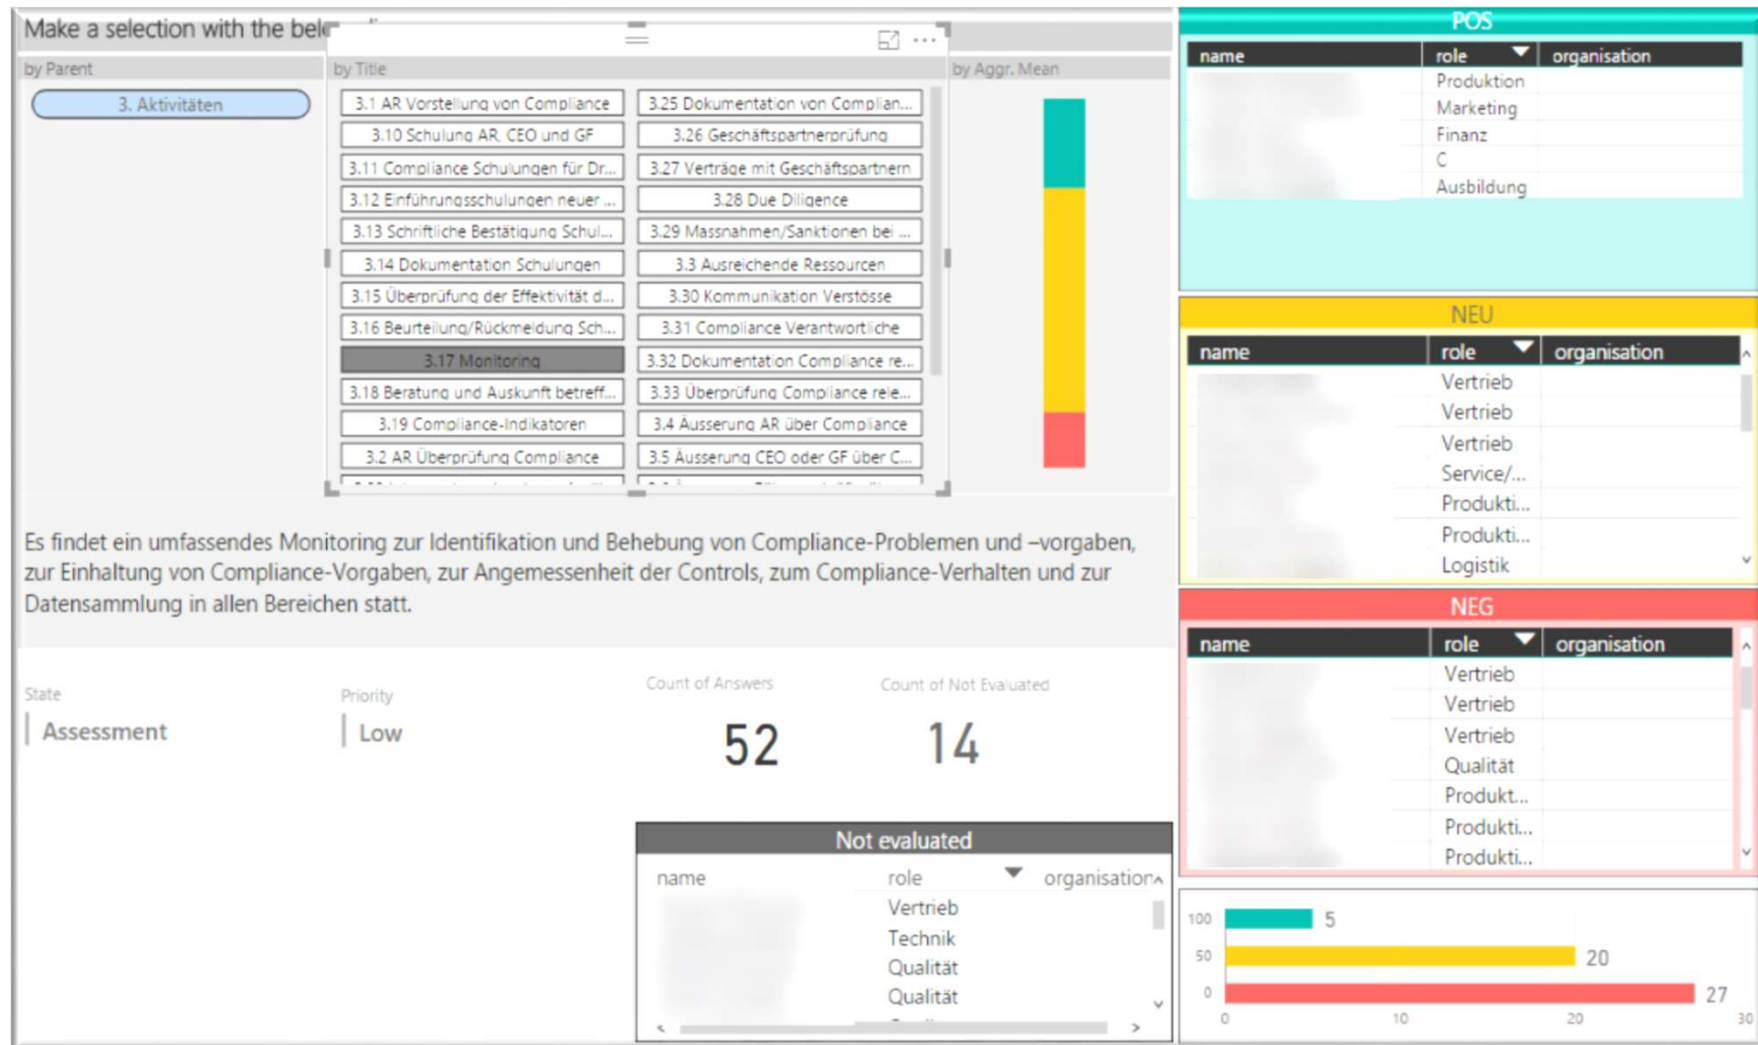 Make a selection with the
by Parent
3. Aktivitäten
by Title
3.1 AR Vorstellung von Compliance
3.10 Schulung AR, CEO und GF
3.11 Compliance Schulungen für Dr...
3.12 Einführungsschulungen neuer ...
3.13 Schriftliche Bestätigung Schul...
3.14 Dokumentation Schulungen
3.15 Überprüfung der Effektivität d...
3.16 Beurteilung/Rückmeldung Sch...
3.17 Monitoring
3.18 Beratung und Auskunft betreff...
3.19 Compliance-Indikatoren
3.2 AR Überprüfung Compliance
3.25 Dokumentation von Complian...
3.26 Geschäftspartnerprüfung
3.27 Verträge mit Geschäftspartnern
3.28 Due Diligence
3.29 Massnahmen/Sanktionen bei ...
3.3 Ausreichende Ressourcen
3.30 Kommunikation Verstösse
3.31 Compliance Verantwortliche
3.32 Dokumentation Compliance re...
3.33 Überprüfung Compliance rele...
3.4 Äusserung AR über Compliance
3.5 Äusserung CEO oder GF über C...
by Aggr. Mean
Es findet ein umfassendes Monitoring zur Identifikation und Behebung von Compliance-Problemen und –vorgaben,
zur Einhaltung von Compliance-Vorgaben, zur Angemessenheit der Controls, zum Compliance-Verhalten und zur
Datensammlung in allen Bereichen statt.
State
Assessment
Priority
Low
Count of Answers
52
Count of Not Evaluated
14
Not evaluated
name role organisation
Vertrieb
Technik
Qualität
Qualität
POS
name role organisation
Produktion
Marketing
Finanz
C
Ausbildung
NEU
name role organisation
Vertrieb
Vertrieb
Vertrieb
Service/...
Produkti...
Produkti...
Logistik
NEG
name role organisation
Vertrieb
Vertrieb
Vertrieb
Qualität
Produkt...
Produkti...
Produkti...
100 5
50 20
0 27
0 10 20 30